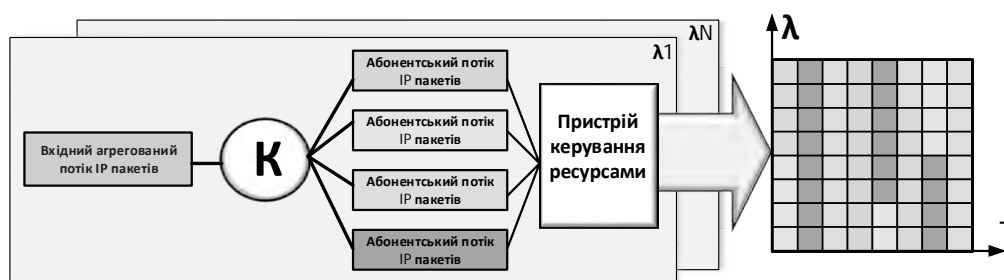 λN
λ1
λ
Вхідний агрегований
потік IP пакетів
К
Абонентський потік
IP пакетів
Абонентський потік
IP пакетів
Абонентський потік
IP пакетів
Абонентський потік
IP пакетів
Пристрій
керування
ресурсами